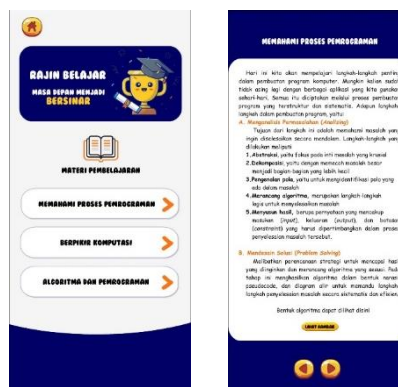 RAJIN BELAJAR
MASA DEPAN MENJADI
BERSINAR
MATERI PEMBELAJARAN
MEMAHAMI PROSES PEMROGRAMAN
BERPIKIR KOMPUTASI
ALGORITMA DAN PEMROGRAMAN
MEMAHAMI PROSES PEMROGRAMAN
Hari ini kita akan mempelajari langkah-langkah penting
dalam pembuatan program komputer. Mungkin kalian sudah
tidak asing lagi dengan berbagai aplikasi yang kita gunakan
sehari-hari. Semua itu diciptakan melalui proses pembuatan
program yang terstruktur dan sistematis. Adapun langkah-
langkah dalam pembuatan program, yaitu:
A. Menganalisis Permasalahan (Analizing)
Tujuan dari langkah ini adalah memahami masalah yang
ingin diselesaikan secara mendalam. Langkah-langkah yang
dilakukan meliputi
1. Abstraksi, yaitu fokus pada inti masalah yang krusial
2. Dekomposisi, yaitu dengan memecah masalah besar
menjadi bagian-bagian yang lebih kecil
3. Pengenalan pola, yaitu untuk mengidentifikasi pola yang
ada dalam masalah
4. Merancang algoritma, merupakan langkah-langkah
logis untuk menyelesaikan masalah
5. Menyusun hasil, berupa pernyataan yang mencakup
masukan (input), keluaran (output), dan batasan
(constraint) yang harus dipertimbangkan dalam proses
penyelesaian masalah tersebut.
B. Mendesain Solusi (Problem Solving)
Melibatkan perencanaan strategi untuk mencapai hasil
yang diinginkan dan merancang algoritma yang sesuai. Pada
tahap ini menghasilkan algoritma dalam bentuk narasi,
pseudocode, dan diagram alir untuk memandu langkah-
langkah penyelesaian masalah secara sistematis dan efisien.
Bentuk algoritma dapat dilihat disini
LIHAT GAMBAR